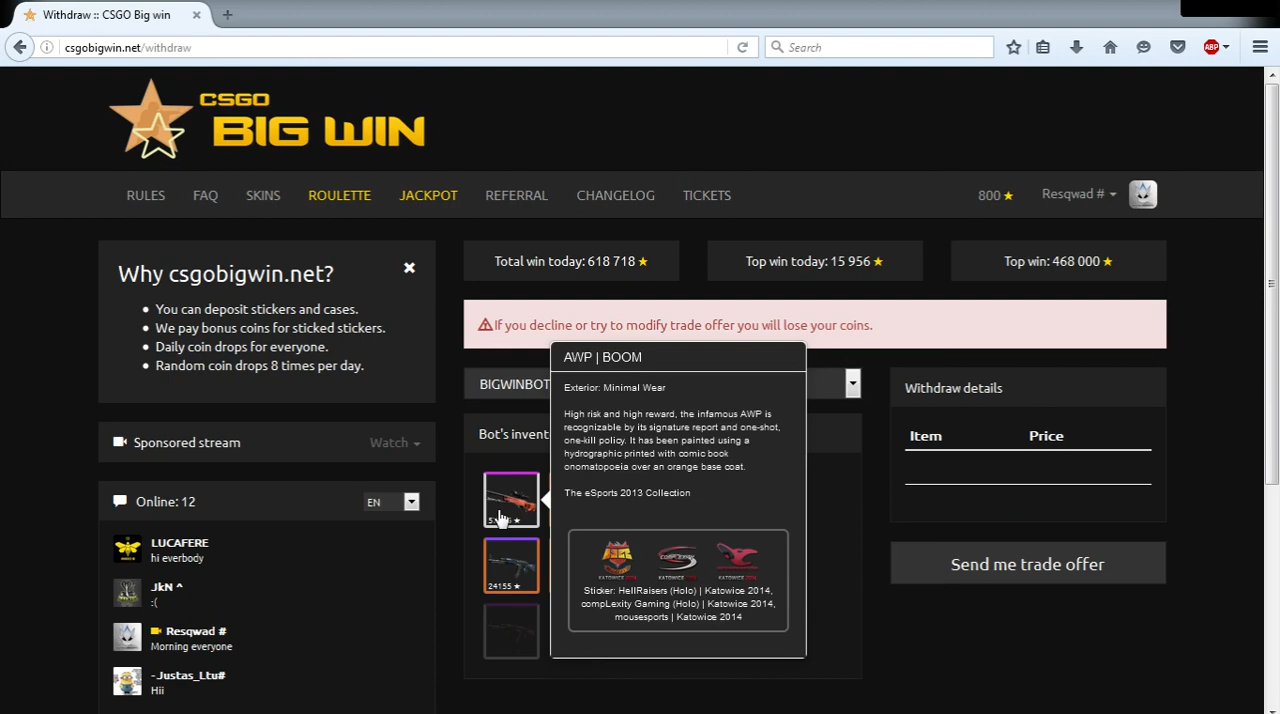 Withdraw :: CSGO Big win
csgobigwin.net/withdraw
Search
ABP
CSGO
BIG WIN
RULES
FAQ
SKINS
ROULETTE
JACKPOT
REFERRAL
CHANGELOG
TICKETS
800
Resqwad #
Why csgobigwin.net?
You can deposit stickers and cases.
We pay bonus coins for sticked stickers.
Daily coin drops for everyone.
Random coin drops 8 times per day.
Total win today: 618 718
Top win today: 15 956
Top win: 468 000
If you decline or try to modify trade offer you will lose your coins.
BIGWINBOT
Bot's invent
24155
AWP | BOOM
Exterior: Minimal Wear
High risk and high reward, the infamous AWP is
recognizable by its signature report and one-shot,
one-kill policy. It has been painted using a
hydrographic printed with comic book
onomatopoeia over an orange base coat.
The eSports 2013 Collection
Sticker: HellRaisers (Holo) | Katowice 2014,
compLexity Gaming (Holo) | Katowice 2014,
mousesports | Katowice 2014
Withdraw details
Item
Price
Send me trade offer
Sponsored stream
Watch
Online: 12
EN
LUCAFERE
hi everbody
JkN ^
:(
Resqwad #
Morning everyone
-Justas_Ltu#
Hii